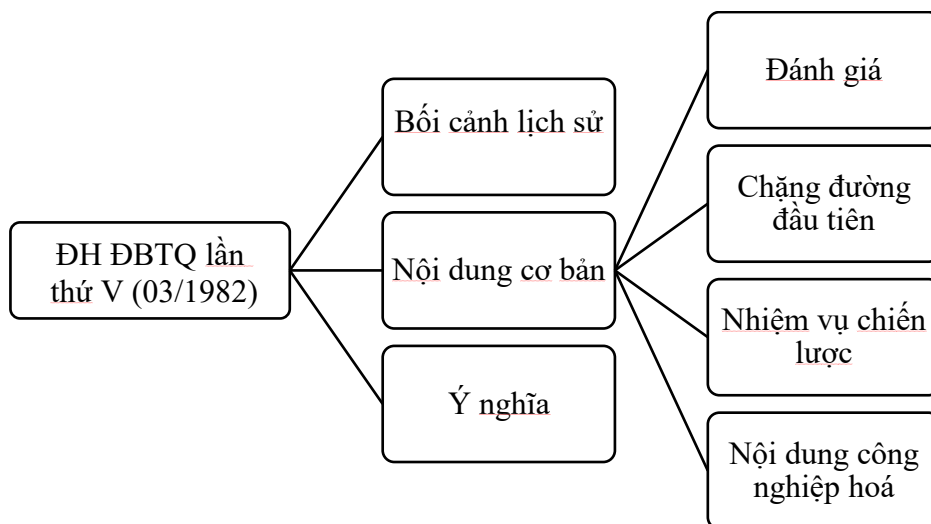 ĐH ĐBTQ lần
thứ V (03/1982)
Bối cảnh lịch sử
Nội dung cơ bản
Ý nghĩa
Đánh giá
Chặng đường
đầu tiên
Nhiệm vụ chiến
lược
Nội dung công
nghiệp hoá